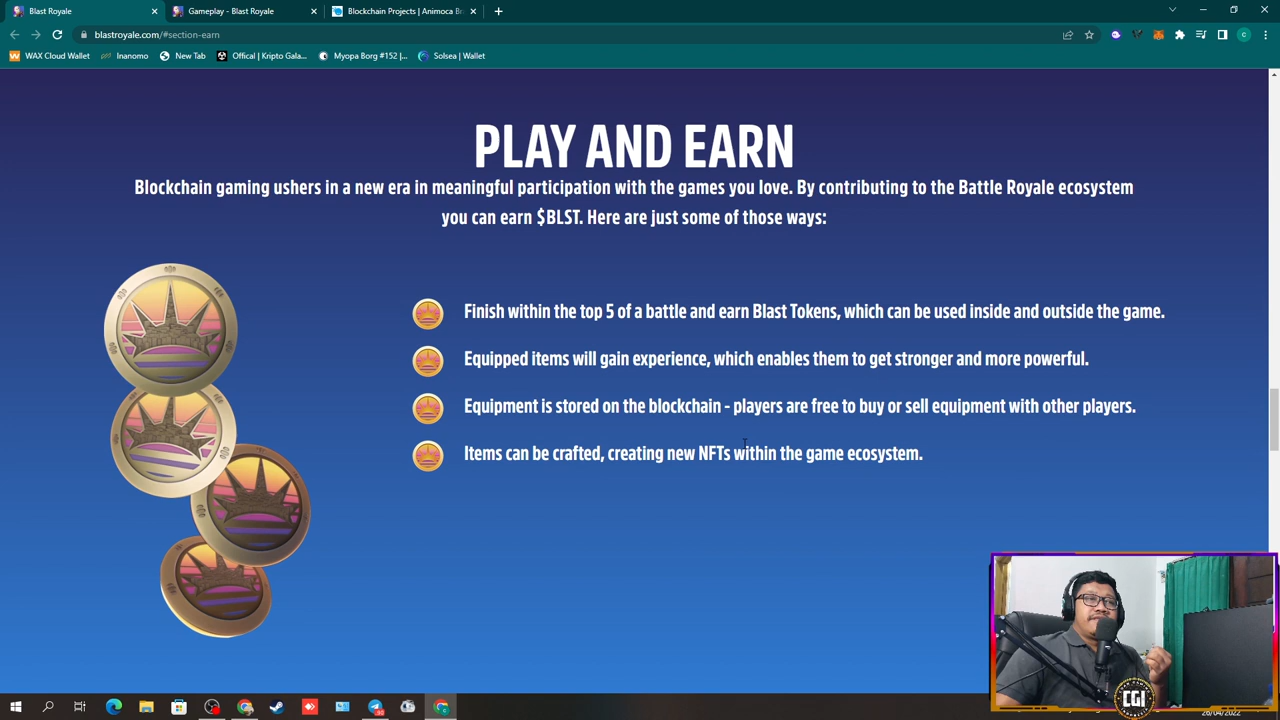 Blast Royale
Gameplay - Blast Royale
Blockchain Projects | Animoca Br
blastroyale.com/#section-earn
WAX Cloud Wallet
Inanomo
New Tab
Offical | Kripto Gala...
Myopa Borg #152 |...
Solsea | Wallet
PLAY AND EARN
Blockchain gaming ushers in a new era in meaningful participation with the games you love. By contributing to the Battle Royale ecosystem
you can earn $BLST. Here are just some of those ways:
Finish within the top 5 of a battle and earn Blast Tokens, which can be used inside and outside the game.
Equipped items will gain experience, which enables them to get stronger and more powerful.
Equipment is stored on the blockchain - players are free to buy or sell equipment with other players.
Items can be crafted, creating new NFTs within the game ecosystem.
CGI
26/04/2022